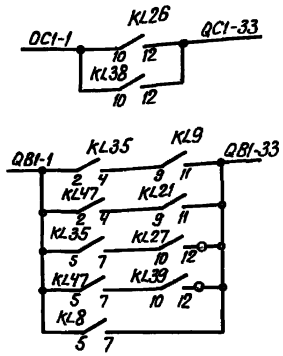 KL26
OC1-1 QC1-33
10 12
KL38
10 12
KL35 KL9
QB1-1 QB1-33
2 4 9 11
KL47 KL21
2 4 9 11
KL35 KL27
5 7 10 12
KL47 KL39
5 7 10 12
KL8
5 7